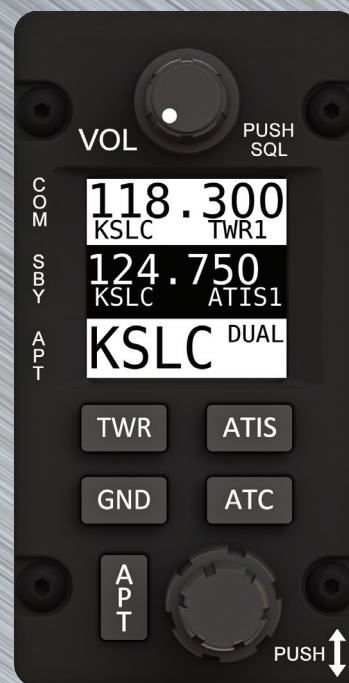 VOL
PUSH
SQL
COM
118.300
KSLC TWR1
SBY
124.750
KSLC ATIS1
APT
KSLC DUAL
TWR ATIS
GND ATC
APT
PUSH